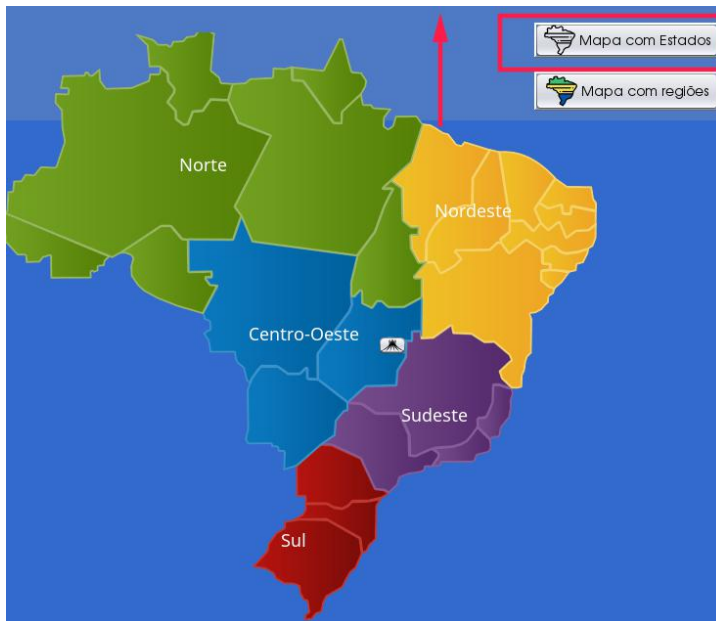 Mapa com Estados
Mapa com regiões
Norte
Nordeste
Centro-Oeste
Sudeste
Sul